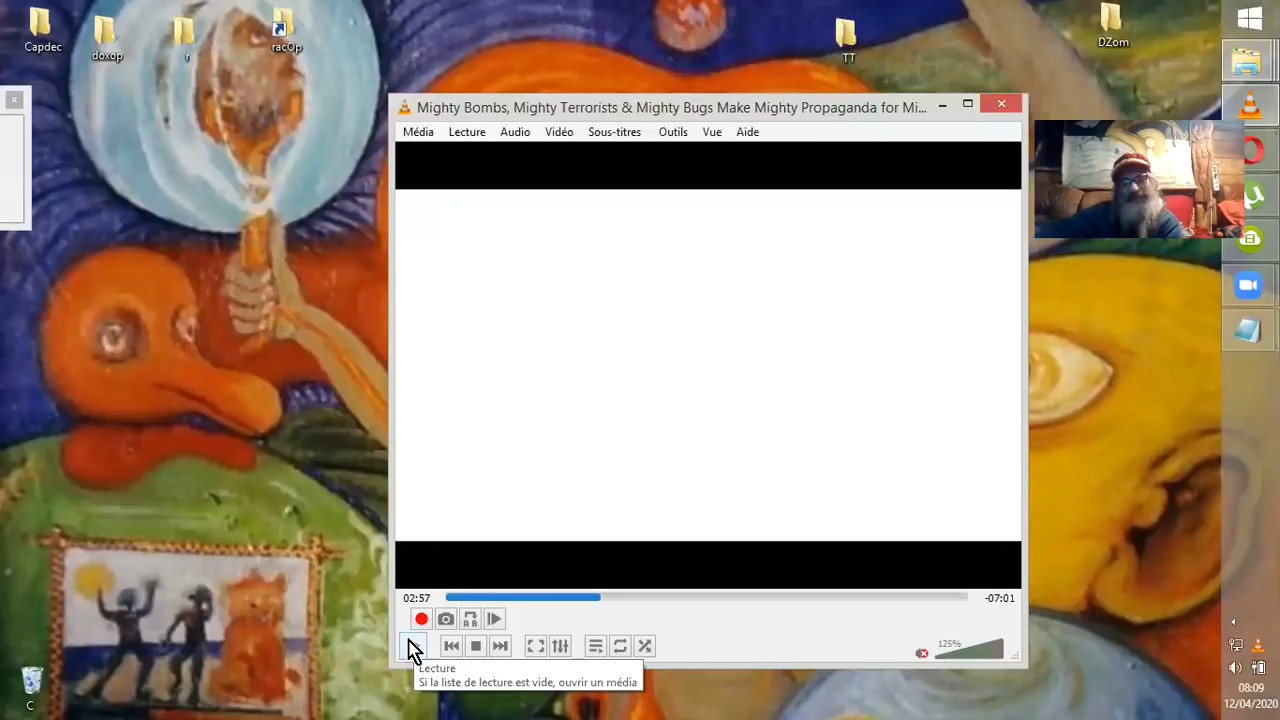 Capdec
doxop
r
racOp
TT
DZom
x
Mighty Bombs, Mighty Terrorists & Mighty Bugs Make Mighty Propaganda for Mi...
Média Lecture Audio Vidéo Sous-titres Outils Vue Aide
02:57
-07:01
A B
125%
Lecture
Si la liste de lecture est vide, ouvrir un média
C
08:09
12/04/2020